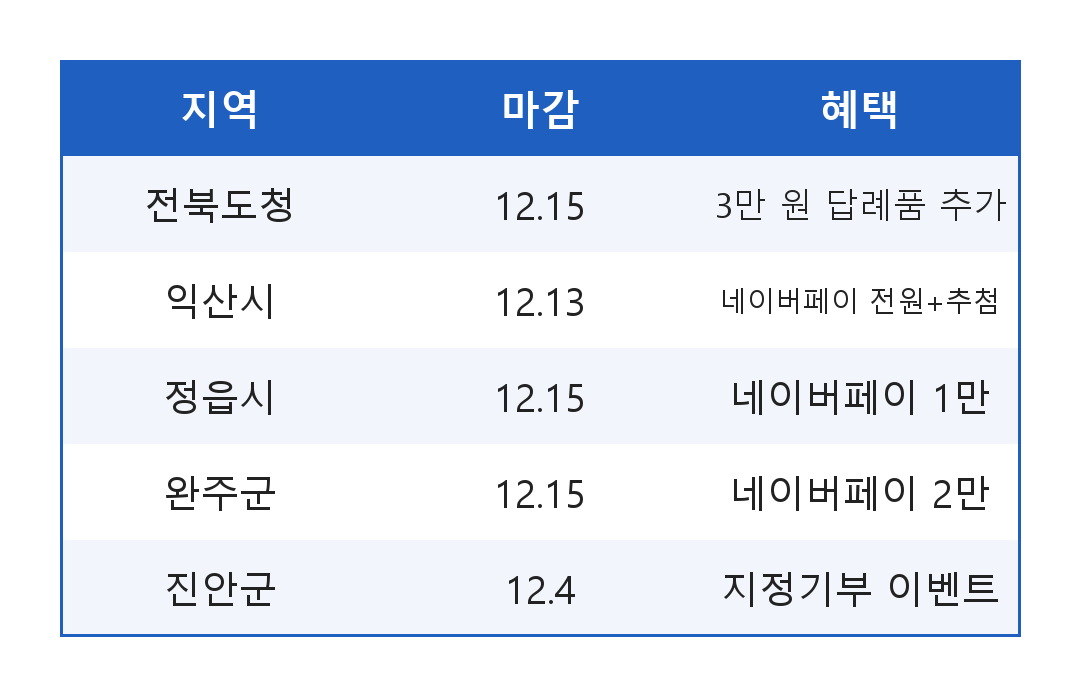 지역 마감 혜택
전북도청 12.15 3만 원 답례품 추가
익산시 12.13 네이버페이 전원+추첨
정읍시 12.15 네이버페이 1만
완주군 12.15 네이버페이 2만
진안군 12.4 지정기부 이벤트